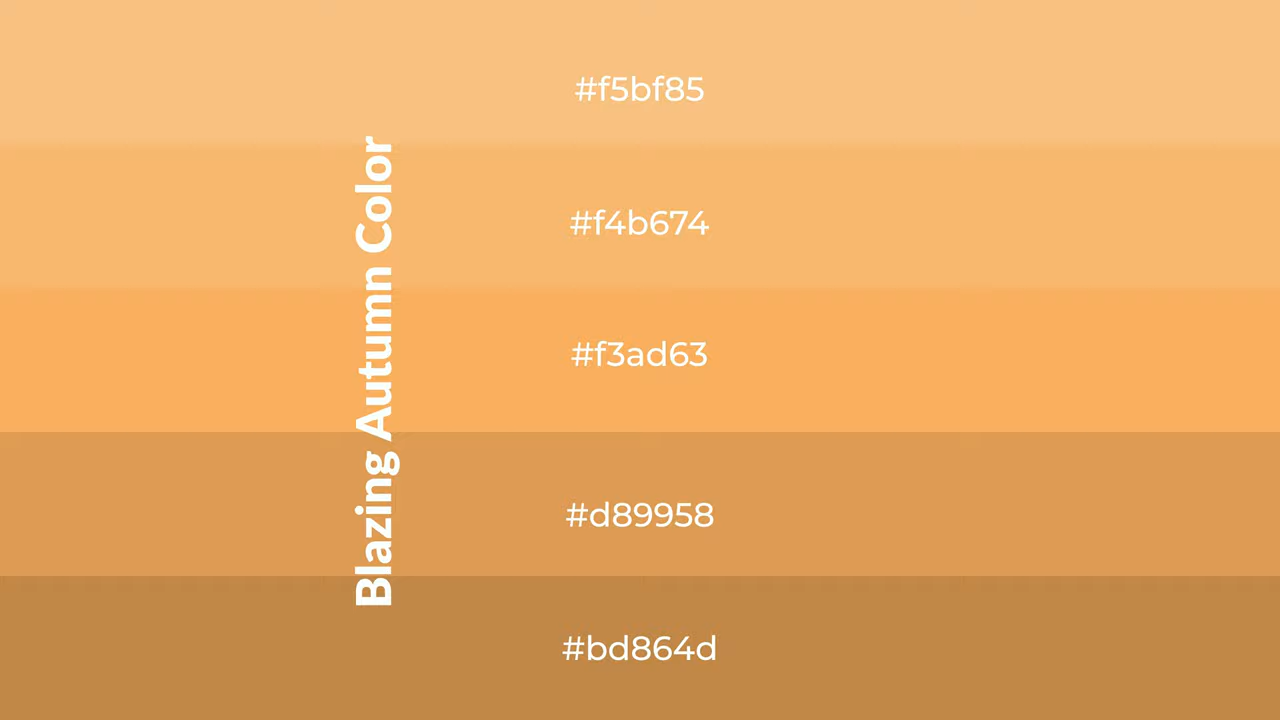 Blazing Autumn Color
#f5bf85
#f4b674
#f3ad63
#d89958
#bd864d